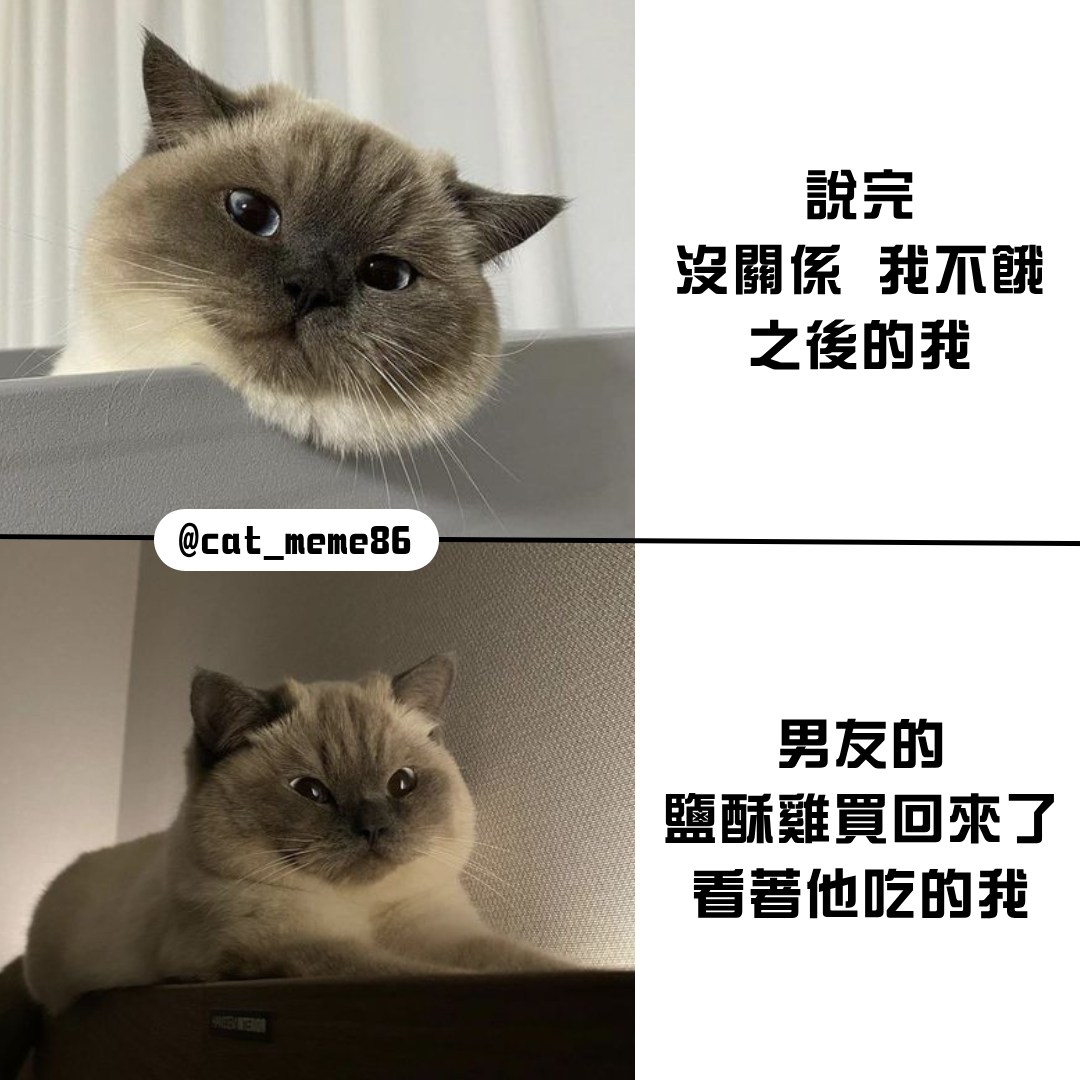 說完
沒關係 我不餓
之後的我
@cat_meme86
男友的
鹽酥雞買回來了
看著他吃的我